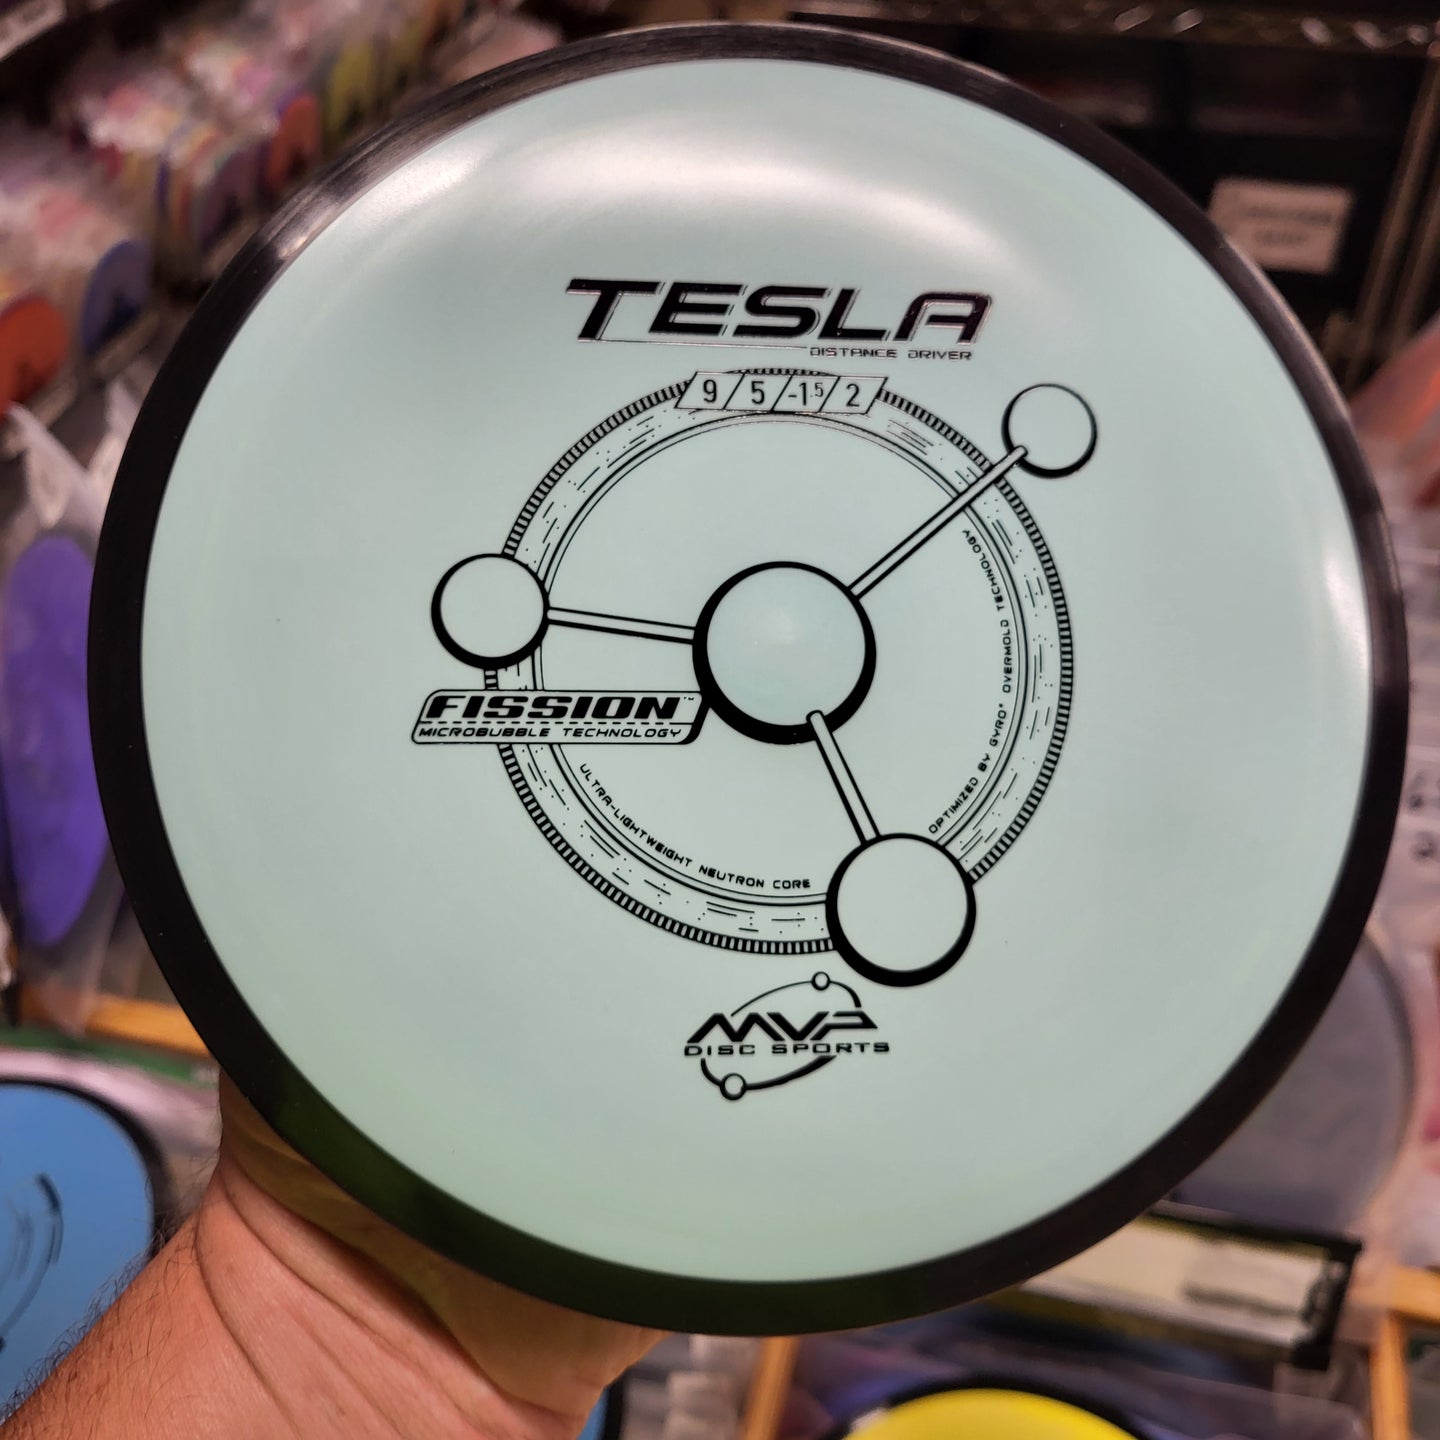 TESLA
DISTANCE DRIVER
9 / 5 / -1.5 / 2
OPTIMIZED BY GYRO® OVERMOLD TECHNOLOGY
FISSION™
MICROBUBBLE TECHNOLOGY
ULTRA-LIGHTWEIGHT NEUTRON CORE
MVP
DISC SPORTS